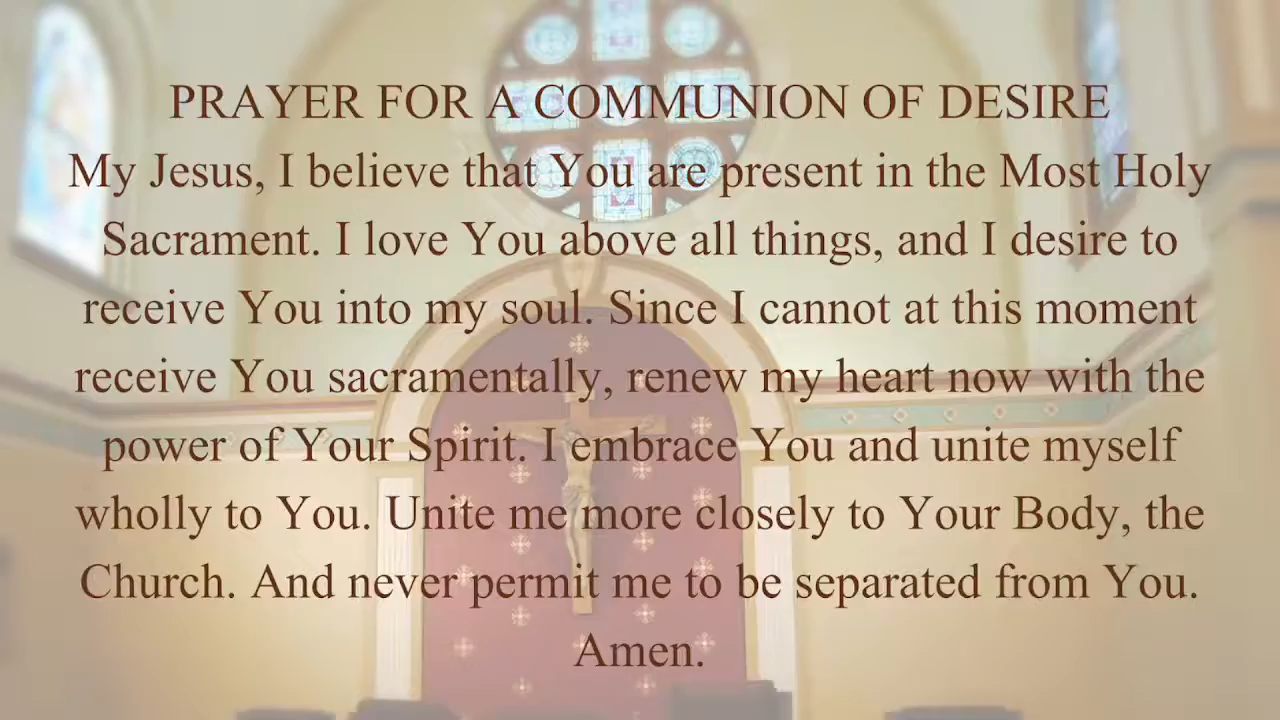 PRAYER FOR A COMMUNION OF DESIRE
My Jesus, I believe that You are present in the Most Holy
Sacrament. I love You above all things, and I desire to
receive You into my soul. Since I cannot at this moment
receive You sacramentally, renew my heart now with the
power of Your Spirit. I embrace You and unite myself
wholly to You. Unite me more closely to Your Body, the
Church. And never permit me to be separated from You.
Amen.